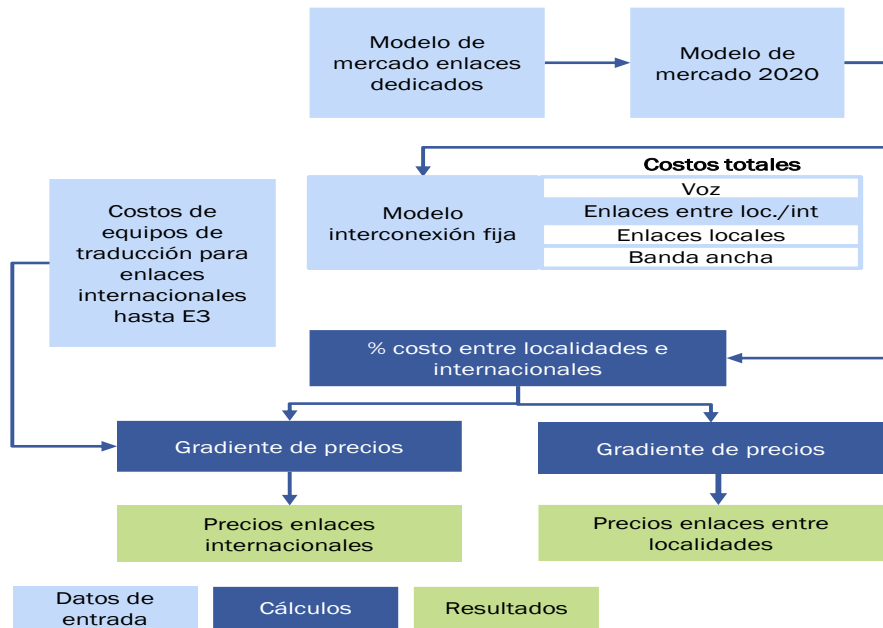 Modelo de
mercado enlaces
dedicados
Modelo de
mercado 2020
Costos totales
Modelo
interconexión fija
Voz
Enlaces entre loc./int
Enlaces locales
Banda ancha
Costos de
equipos de
traducción para
enlaces
internacionales
hasta E3
% costo entre localidades e
internacionales
Gradiente de precios
Gradiente de precios
Precios enlaces
internacionales
Precios enlaces entre
localidades
Datos de
entrada
Cálculos
Resultados